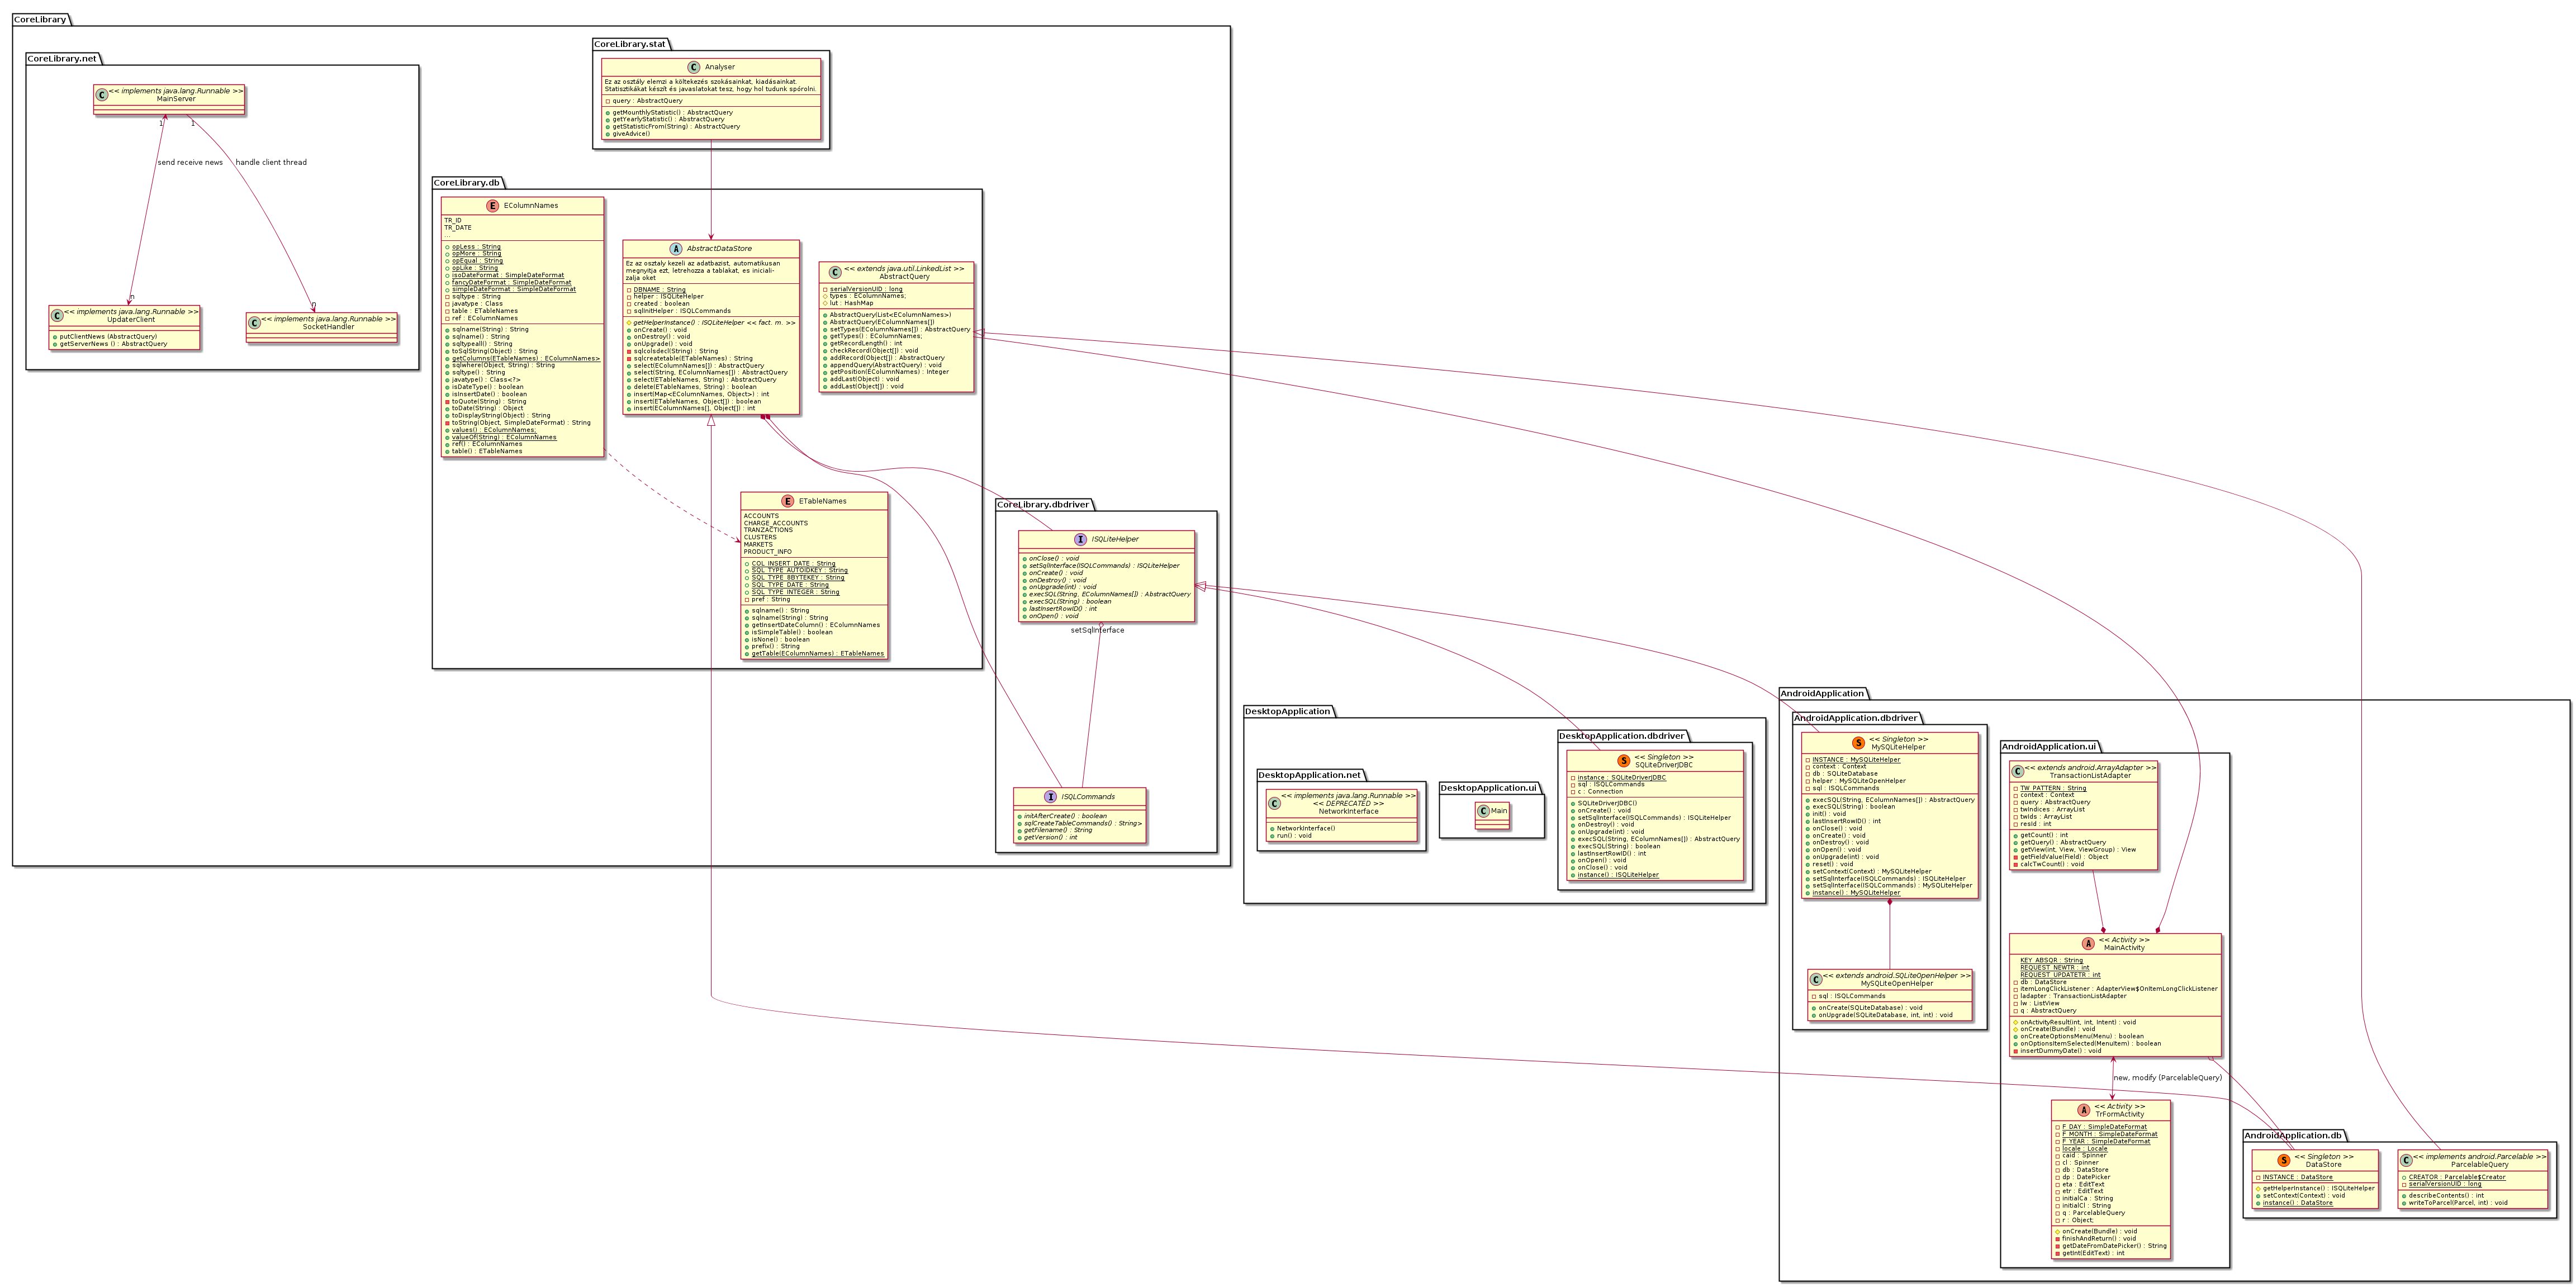 CoreLibrary
CoreLibrary.net
<< implements java.lang.Runnable >>
MainServer
1
1
send receive news
handle client thread
n
n
<< implements java.lang.Runnable >>
UpdaterClient
putClientNews (AbstractQuery)
getServerNews () : AbstractQuery
<< implements java.lang.Runnable >>
SocketHandler
CoreLibrary.stat
Analyser
Ez az osztály elemzi a költekezés szokásainkat, kiadásainkat.
Statisztikákat készít és javaslatokat tesz, hogy hol tudunk spórolni.
query : AbstractQuery
getMounthlyStatistic() : AbstractQuery
getYearlyStatistic() : AbstractQuery
getStatisticFrom(String) : AbstractQuery
giveAdvice()
CoreLibrary.db
EColumnNames
TR_ID
TR_DATE
...
opLess : String
opMore : String
opEqual : String
opLike : String
isoDateFormat : SimpleDateFormat
fancyDateFormat : SimpleDateFormat
simpleDateFormat : SimpleDateFormat
sqltype : String
javatype : Class
table : ETableNames
ref : EColumnNames
sqlname(String) : String
sqlname() : String
sqltypeall() : String
toSqlString(Object) : String
getColumns(ETableNames) : EColumnNames>
sqlwhere(Object, String) : String
sqltype() : String
javatype() : Class<?>
isDateType() : boolean
isInsertDate() : boolean
toQuote(String) : String
toDate(String) : Object
toDisplayString(Object) : String
toString(Object, SimpleDateFormat) : String
values() : EColumnNames;
valueOf(String) : EColumnNames
ref() : EColumnNames
table() : ETableNames
AbstractDataStore
Ez az osztaly kezeli az adatbazist, automatikusan
megnyitja ezt, letrehozza a tablakat, es iniciali-
zalja oket
DBNAME : String
helper : ISQLiteHelper
created : boolean
sqlInitHelper : ISQLCommands
getHelperInstance() : ISQLiteHelper << fact. m. >>
onCreate() : void
onDestroy() : void
onUpgrade() : void
sqlcolsdecl(String) : String
sqlcreatetable(ETableNames) : String
select(EColumnNames[]) : AbstractQuery
select(String, EColumnNames[]) : AbstractQuery
select(ETableNames, String) : AbstractQuery
delete(ETableNames, String) : boolean
insert(Map<EColumnNames, Object>) : int
insert(ETableNames, Object[]) : boolean
insert(EColumnNames[], Object[]) : int
<< extends java.util.LinkedList >>
AbstractQuery
serialVersionUID : long
types : EColumnNames;
lut : HashMap
AbstractQuery(List<EColumnNames>)
AbstractQuery(EColumnNames[])
setTypes(EColumnNames[]) : AbstractQuery
getTypes() : EColumnNames;
getRecordLength() : int
checkRecord(Object[]) : void
addRecord(Object[]) : AbstractQuery
appendQuery(AbstractQuery) : void
getPosition(EColumnNames) : Integer
addLast(Object) : void
addLast(Object[]) : void
ETableNames
ACCOUNTS
CHARGE_ACCOUNTS
TRANZACTIONS
CLUSTERS
MARKETS
PRODUCT_INFO
COL_INSERT_DATE : String
SQL_TYPE_AUTOIDKEY : String
SQL_TYPE_8BYTEKEY : String
SQL_TYPE_DATE : String
SQL_TYPE_INTEGER : String
pref : String
sqlname() : String
sqlname(String) : String
getInsertDateColumn() : EColumnNames
isSimpleTable() : boolean
isNone() : boolean
prefix() : String
getTable(EColumnNames) : ETableNames
CoreLibrary.dbdriver
ISQLiteHelper
onClose() : void
setSqlInterface(ISQLCommands) : ISQLiteHelper
onCreate() : void
onDestroy() : void
onUpgrade(int) : void
execSQL(String, EColumnNames[]) : AbstractQuery
execSQL(String) : boolean
lastInsertRowID() : int
onOpen() : void
setSqlInterface
ISQLCommands
initAfterCreate() : boolean
sqlCreateTableCommands() : String>
getFilename() : String
getVersion() : int
DesktopApplication
DesktopApplication.net
<< implements java.lang.Runnable >>
<< DEPRECATED >>
NetworkInterface
NetworkInterface()
run() : void
DesktopApplication.ui
Main
DesktopApplication.dbdriver
<< Singleton >>
SQLiteDriverJDBC
instance : SQLiteDriverJDBC
sql : ISQLCommands
c : Connection
SQLiteDriverJDBC()
onCreate() : void
setSqlInterface(ISQLCommands) : ISQLiteHelper
onDestroy() : void
onUpgrade(int) : void
execSQL(String, EColumnNames[]) : AbstractQuery
execSQL(String) : boolean
lastInsertRowID() : int
onOpen() : void
onClose() : void
instance() : ISQLiteHelper
AndroidApplication
AndroidApplication.dbdriver
<< Singleton >>
MySQLiteHelper
INSTANCE : MySQLiteHelper
context : Context
db : SQLiteDatabase
helper : MySQLiteOpenHelper
sql : ISQLCommands
execSQL(String, EColumnNames[]) : AbstractQuery
execSQL(String) : boolean
init() : void
lastInsertRowID() : int
onClose() : void
onCreate() : void
onDestroy() : void
onOpen() : void
onUpgrade(int) : void
reset() : void
setContext(Context) : MySQLiteHelper
setSqlInterface(ISQLCommands) : ISQLiteHelper
setSqlInterface(ISQLCommands) : MySQLiteHelper
instance() : MySQLiteHelper
<< extends android.SQLiteOpenHelper >>
MySQLiteOpenHelper
sql : ISQLCommands
onCreate(SQLiteDatabase) : void
onUpgrade(SQLiteDatabase, int, int) : void
AndroidApplication.ui
<< extends android.ArrayAdapter >>
TransactionListAdapter
TW_PATTERN : String
context : Context
query : AbstractQuery
twIndices : ArrayList
twIds : ArrayList
resId : int
getCount() : int
getQuery() : AbstractQuery
getView(int, View, ViewGroup) : View
getFieldValue(Field) : Object
calcTwCount() : void
<< Activity >>
MainActivity
KEY_ABSQR : String
REQUEST_NEWTR : int
REQUEST_UPDATETR : int
db : DataStore
itemLongClickListener : AdapterView$OnItemLongClickListener
ladapter : TransactionListAdapter
lw : ListView
q : AbstractQuery
onActivityResult(int, int, Intent) : void
onCreate(Bundle) : void
onCreateOptionsMenu(Menu) : boolean
onOptionsItemSelected(MenuItem) : boolean
insertDummyDate() : void
new, modify (ParcelableQuery)
<< Activity >>
TrFormActivity
F_DAY : SimpleDateFormat
F_MONTH : SimpleDateFormat
F_YEAR : SimpleDateFormat
locale : Locale
caid : Spinner
cl : Spinner
db : DataStore
dp : DatePicker
eta : EditText
etr : EditText
initialCa : String
initialCl : String
q : ParcelableQuery
r : Object;
onCreate(Bundle) : void
finishAndReturn() : void
getDateFromDatePicker() : String
getInt(EditText) : int
AndroidApplication.db
<< Singleton >>
DataStore
INSTANCE : DataStore
getHelperInstance() : ISQLiteHelper
setContext(Context) : void
instance() : DataStore
<< implements android.Parcelable >>
ParcelableQuery
CREATOR : Parcelable$Creator
serialVersionUID : long
describeContents() : int
writeToParcel(Parcel, int) : void